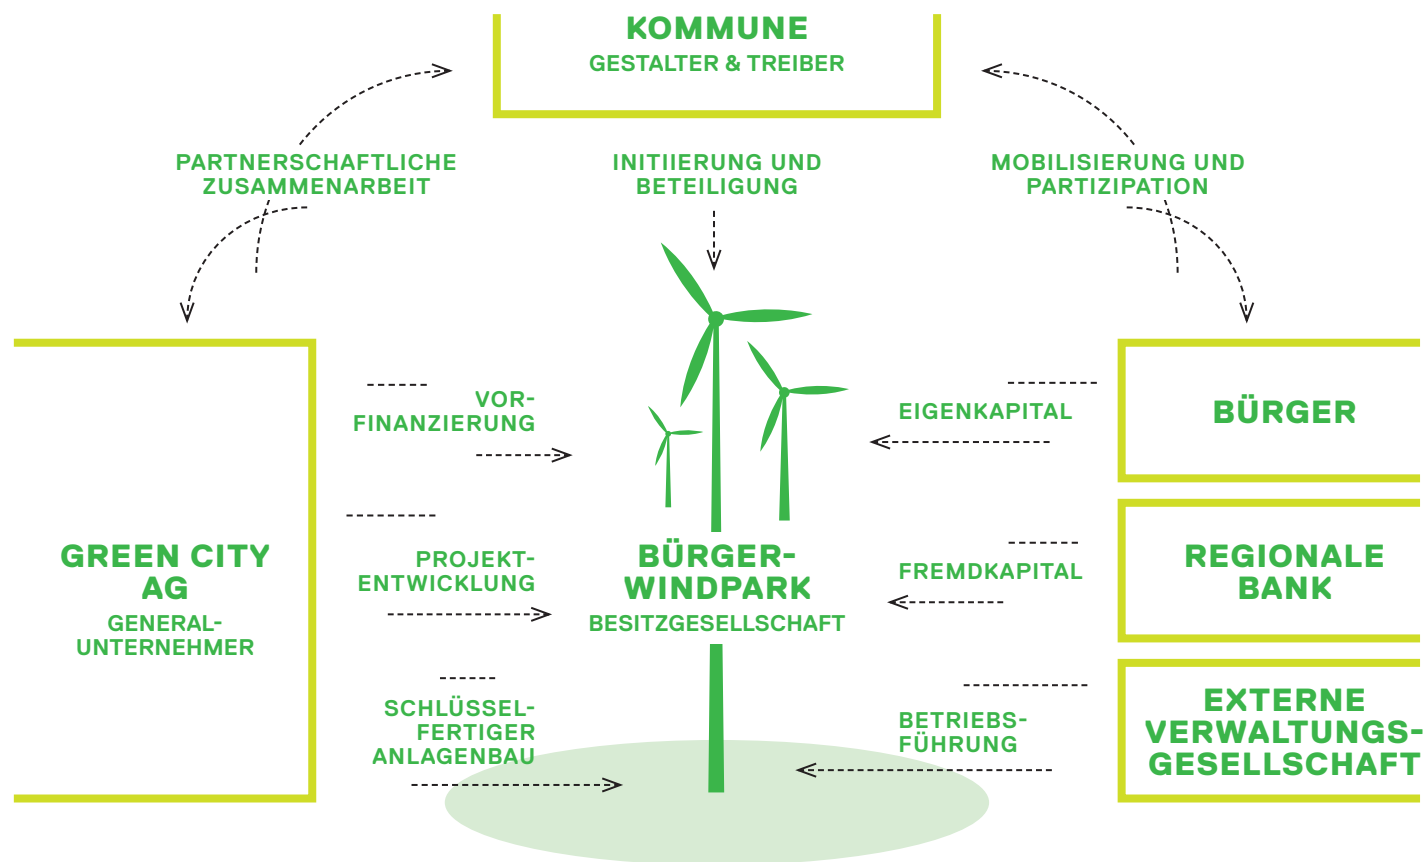 KOMMUNE
GESTALTER & TREIBER
PARTNERSCHAFTLICHE
ZUSAMMENARBEIT
INITIIERUNG UND
BETEILIGUNG
MOBILISIERUNG UND
PARTIZIPATION
GREEN CITY
AG
GENERAL-
UNTERNEHMER
VOR-
FINANZIERUNG
PROJEKT-
ENTWICKLUNG
SCHLÜSSEL-
FERTIGER
ANLAGENBAU
BÜRGER-
WINDPARK
BESITZGESELLSCHAFT
EIGENKAPITAL
FREMDKAPITAL
BETRIEBS-
FÜHRUNG
BÜRGER
REGIONALE
BANK
EXTERNE
VERWALTUNGS-
GESELLSCHAFT